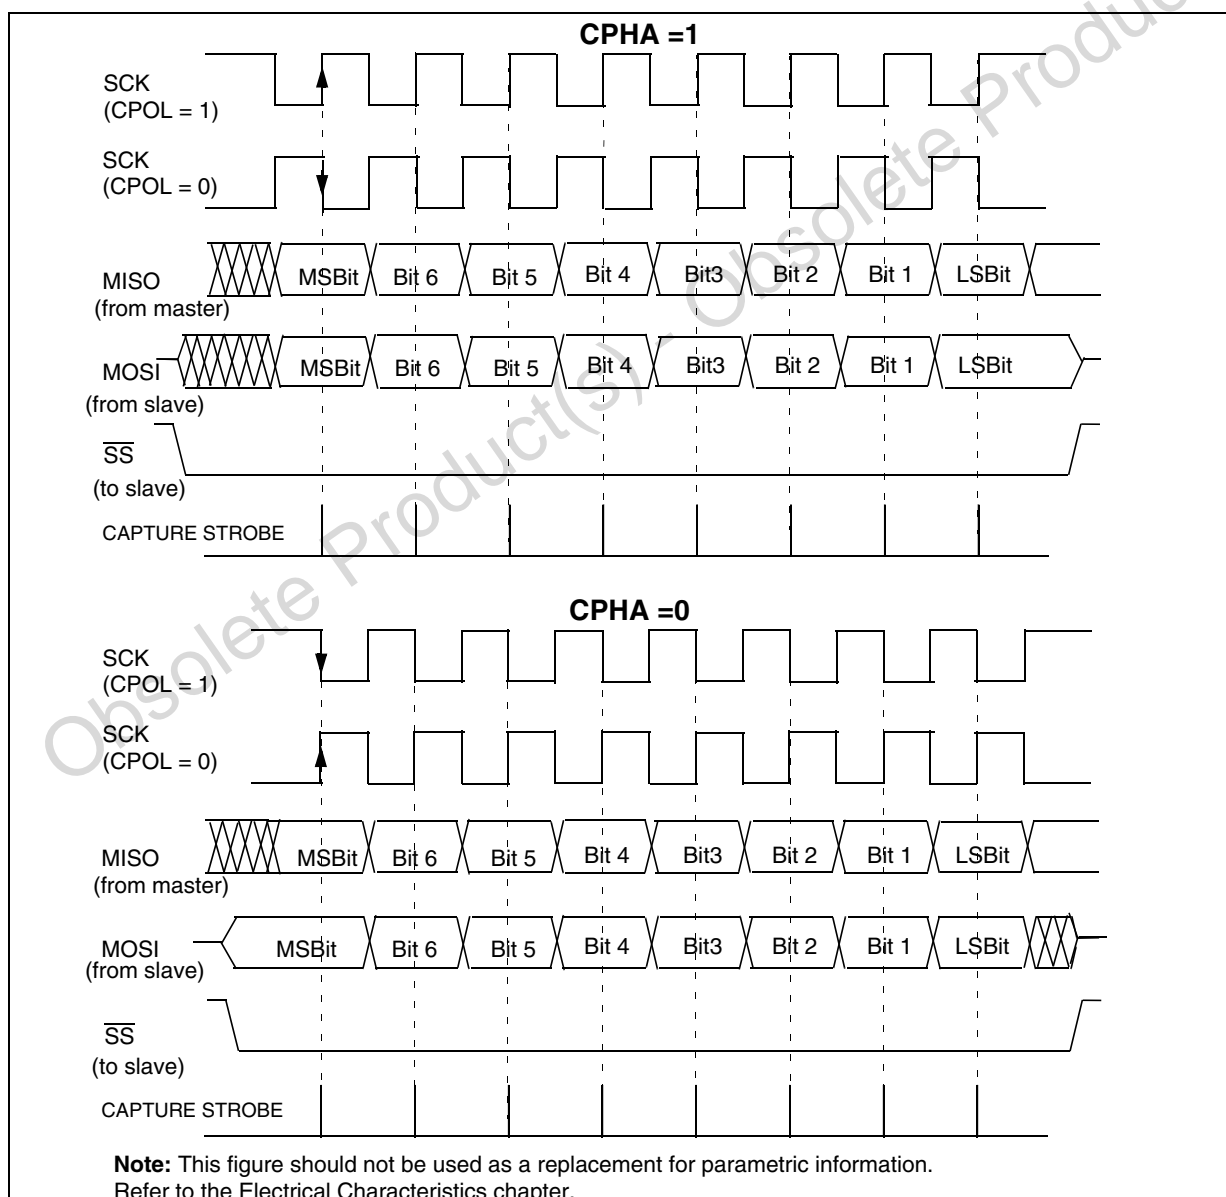 CPHA =1
SCK
(CPOL = 1)
SCK
(CPOL = 0)
MISO
(from master)
MSBit Bit 6 Bit 5 Bit 4 Bit3 Bit 2 Bit 1 LSBit
MOSI
(from slave)
MSBit Bit 6 Bit 5 Bit 4 Bit3 Bit 2 Bit 1 LSBit
SS
(to slave)
CAPTURE STROBE
CPHA =0
SCK
(CPOL = 1)
SCK
(CPOL = 0)
MISO
(from master)
MSBit Bit 6 Bit 5 Bit 4 Bit3 Bit 2 Bit 1 LSBit
MOSI
(from slave)
MSBit Bit 6 Bit 5 Bit 4 Bit3 Bit 2 Bit 1 LSBit
SS
(to slave)
CAPTURE STROBE
Note: This figure should not be used as a replacement for parametric information.
Refer to the Electrical Characteristics chapter.
Obsolete Product(s) - Obsolete Produc